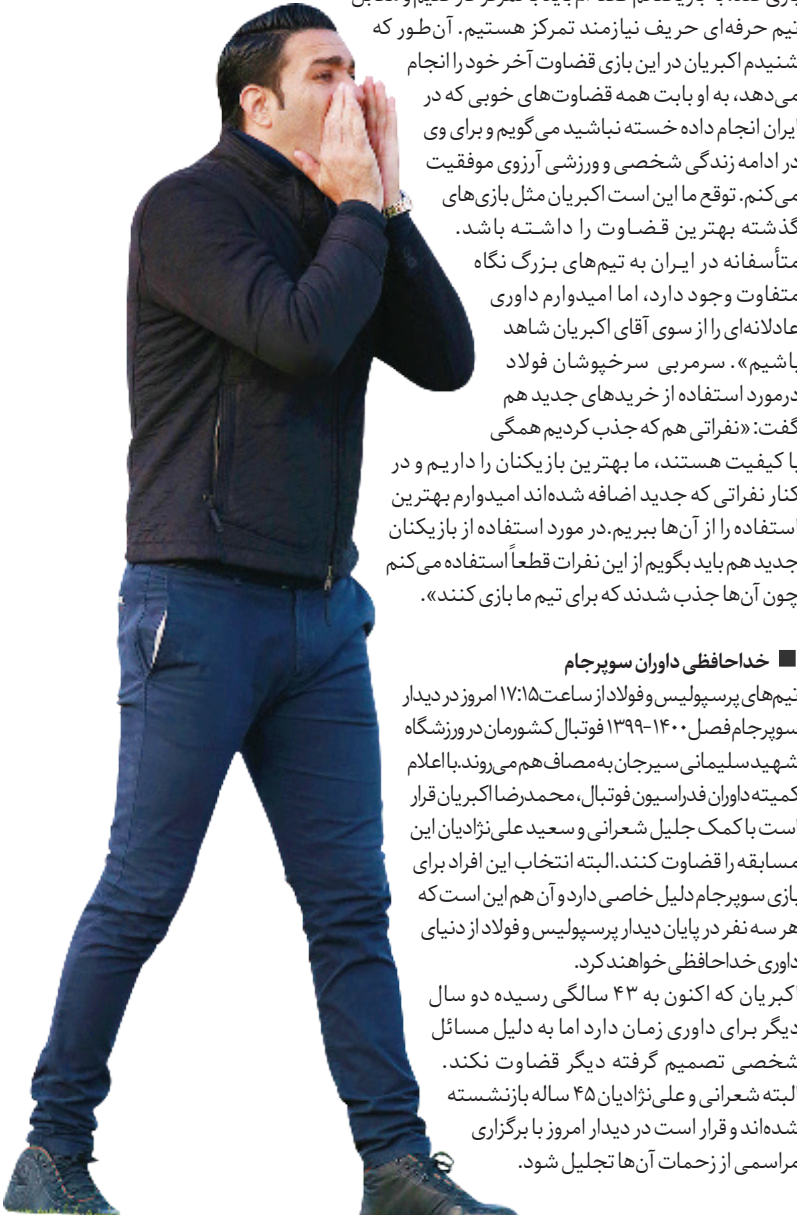 تیم حرفه‌ای حریف نیازمند تمرکز هستیم. آن‌طور که
شنیدم اکبریان در این بازی قضاوت آخر خود را انجام
می‌دهد، به او بابت همه قضاوت‌های خوبی که در
ایران انجام داده خسته نباشید می‌گویم و برای وی
در ادامه زندگی شخصی و ورزشی آرزوی موفقیت
می‌کنم. توقع ما این است اکبریان مثل بازی‌های
گذشته بهترین قضاوت را داشته باشد.
متأسفانه در ایران به تیم‌های بزرگ نگاه
متفاوت وجود دارد، اما امیدوارم داوری
عادلانه‌ای را از سوی آقای اکبریان شاهد
باشیم». سرمربی سرخپوشان فولاد
درمورد استفاده از خریدهای جدید هم
گفت: «نفراتی هم که جذب کردیم همگی
با کیفیت هستند، ما بهترین بازیکنان را داریم و در
کنار نفراتی که جدید اضافه شده‌اند امیدوارم بهترین
استفاده را از آن‌ها ببریم.در مورد استفاده از بازیکنان
جدید هم باید بگویم از این نفرات قطعاً استفاده می‌کنم
چون آن‌ها جذب شدند که برای تیم ما بازی کنند».
■ خداحافظی داوران سوپرجام
تیم‌های پرسپولیس و فولاد از ساعت ۱۷:۱۵ امروز در دیدار
سوپرجام فصل ۱۴۰۰-۱۳۹۹ فوتبال کشورمان در ورزشگاه
شهید سلیمانی سیرجان به مصاف هم می‌روند.با اعلام
کمیته داوران فدراسیون فوتبال، محمدرضا اکبریان قرار
است با کمک جلیل شعرانی و سعید علی‌نژادیان این
مسابقه را قضاوت کنند.البته انتخاب این افراد برای
بازی سوپرجام دلیل خاصی دارد و آن هم این است که
هر سه نفر در پایان دیدار پرسپولیس و فولاد از دنیای
داوری خداحافظی خواهند کرد.
اکبریان که اکنون به ۴۳ سالگی رسیده دو سال
دیگر برای داوری زمان دارد اما به دلیل مسائل
شخصی تصمیم گرفته دیگر قضاوت نکند.
البته شعرانی و علی‌نژادیان ۴۵ ساله بازنشسته
شده‌اند و قرار است در دیدار امروز با برگزاری
مراسمی از زحمات آن‌ها تجلیل شود.